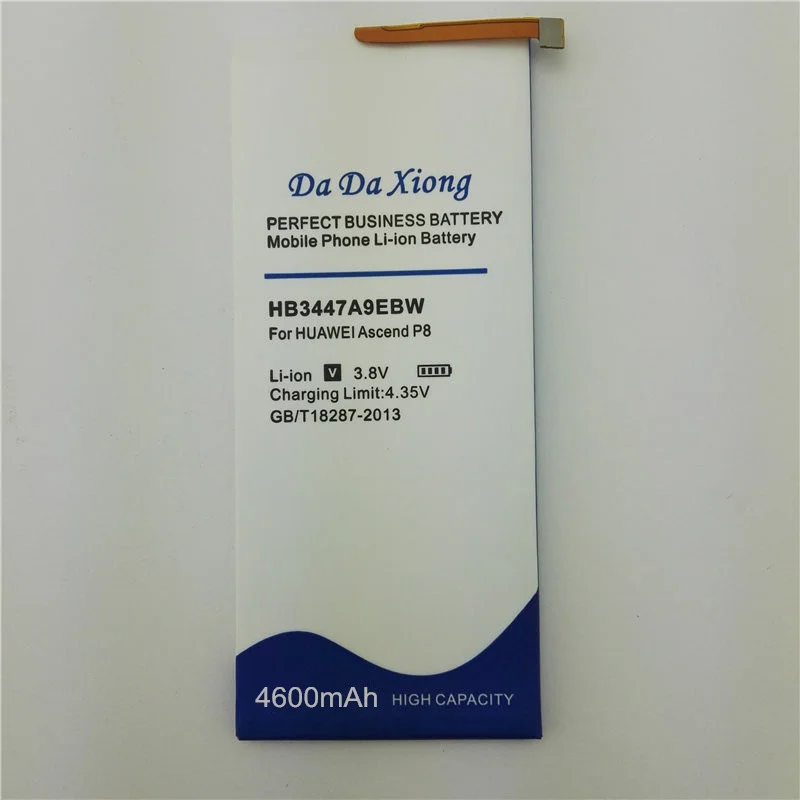 Da Da Xiong
PERFECT BUSINESS BATTERY
Mobile Phone Li-ion Battery
HB3447A9EBW
For HUAWEI Ascend P8
Li-ion V 3.8V
Charging Limit:4.35V
GB/T18287-2013
4600mAh HIGH CAPACITY